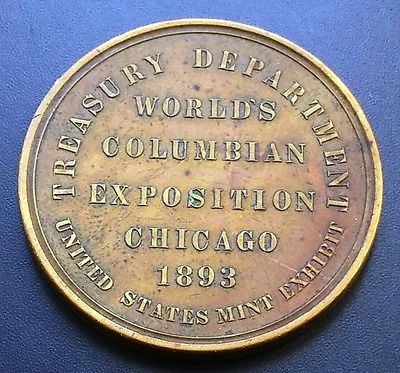 TREASURY DEPARTMENT
WORLD'S
COLUMBIAN
EXPOSITION
CHICAGO
1893
UNITED STATES MINT EXHIBIT